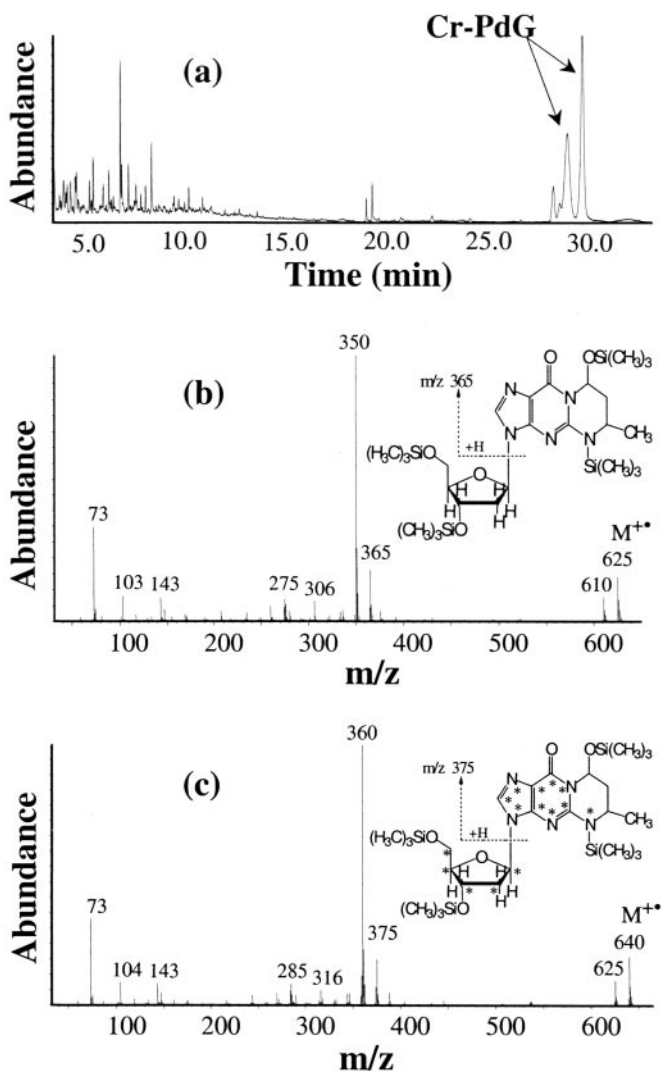 Cr-PdG
(a)
Abundance
5.0 10.0 15.0 20.0 25.0 30.0
Time (min)
350
(b)
O OSi(CH3)3
m/z 365
N N
N N N CH3
+H
(H3C)3SiO Si(CH3)3
O
H H
H H
(CH3)3SiO H
73
103 143 275 306 365
M+•
625
610
Abundance
100 200 300 400 500 600
m/z
360
(c)
O OSi(CH3)3
m/z 375
N * N
* * * *
* * * *
N N N CH3
+H
(H3C)3SiO Si(CH3)3
* O
* H H *
H * * H
(CH3)3SiO H
73
104 143 285 316 375
M+•
640
625
Abundance
100 200 300 400 500 600
m/z